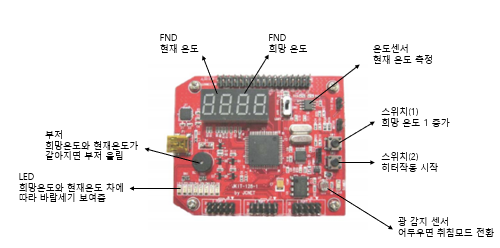 FND
현재 온도
FND
희망 온도
온도센서
현재 온도 측정
스위치(1)
희망 온도 1 증가
부저
희망온도와 현재온도가
같아지면 부저 울림
스위치(2)
히터작동 시작
LED
희망온도와 현재온도 차에
따라 바람세기 보여줌
JKIT-128-1
by JCNET
광 감지 센서
어두우면 취침모드 전환